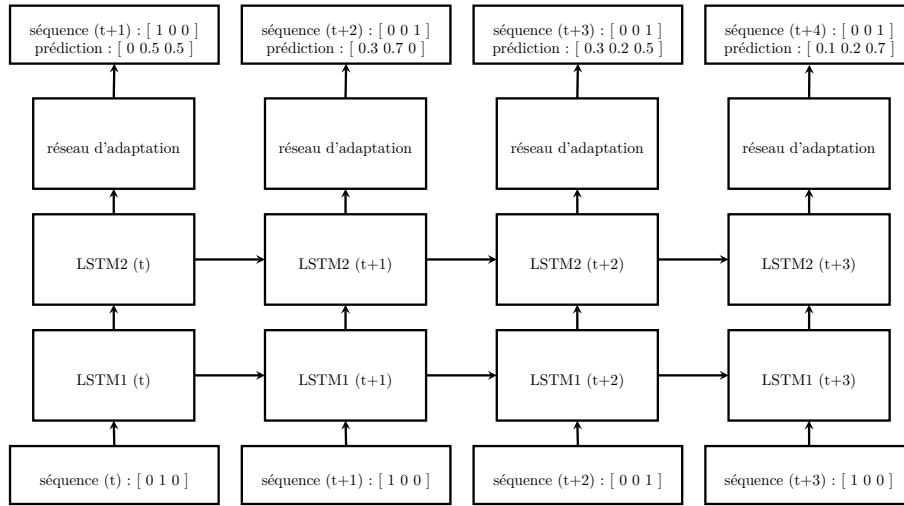 séquence (t+1) : [ 1 0 0 ]
prédiction : [ 0 0.5 0.5 ]
séquence (t+2) : [ 0 0 1 ]
prédiction : [ 0.3 0.7 0 ]
séquence (t+3) : [ 0 0 1 ]
prédiction : [ 0.3 0.2 0.5 ]
séquence (t+4) : [ 0 0 1 ]
prédiction : [ 0.1 0.2 0.7 ]
réseau d'adaptation
réseau d'adaptation
réseau d'adaptation
réseau d'adaptation
LSTM2 (t)
LSTM2 (t+1)
LSTM2 (t+2)
LSTM2 (t+3)
LSTM1 (t)
LSTM1 (t+1)
LSTM1 (t+2)
LSTM1 (t+3)
séquence (t) : [ 0 1 0 ]
séquence (t+1) : [ 1 0 0 ]
séquence (t+2) : [ 0 0 1 ]
séquence (t+3) : [ 1 0 0 ]